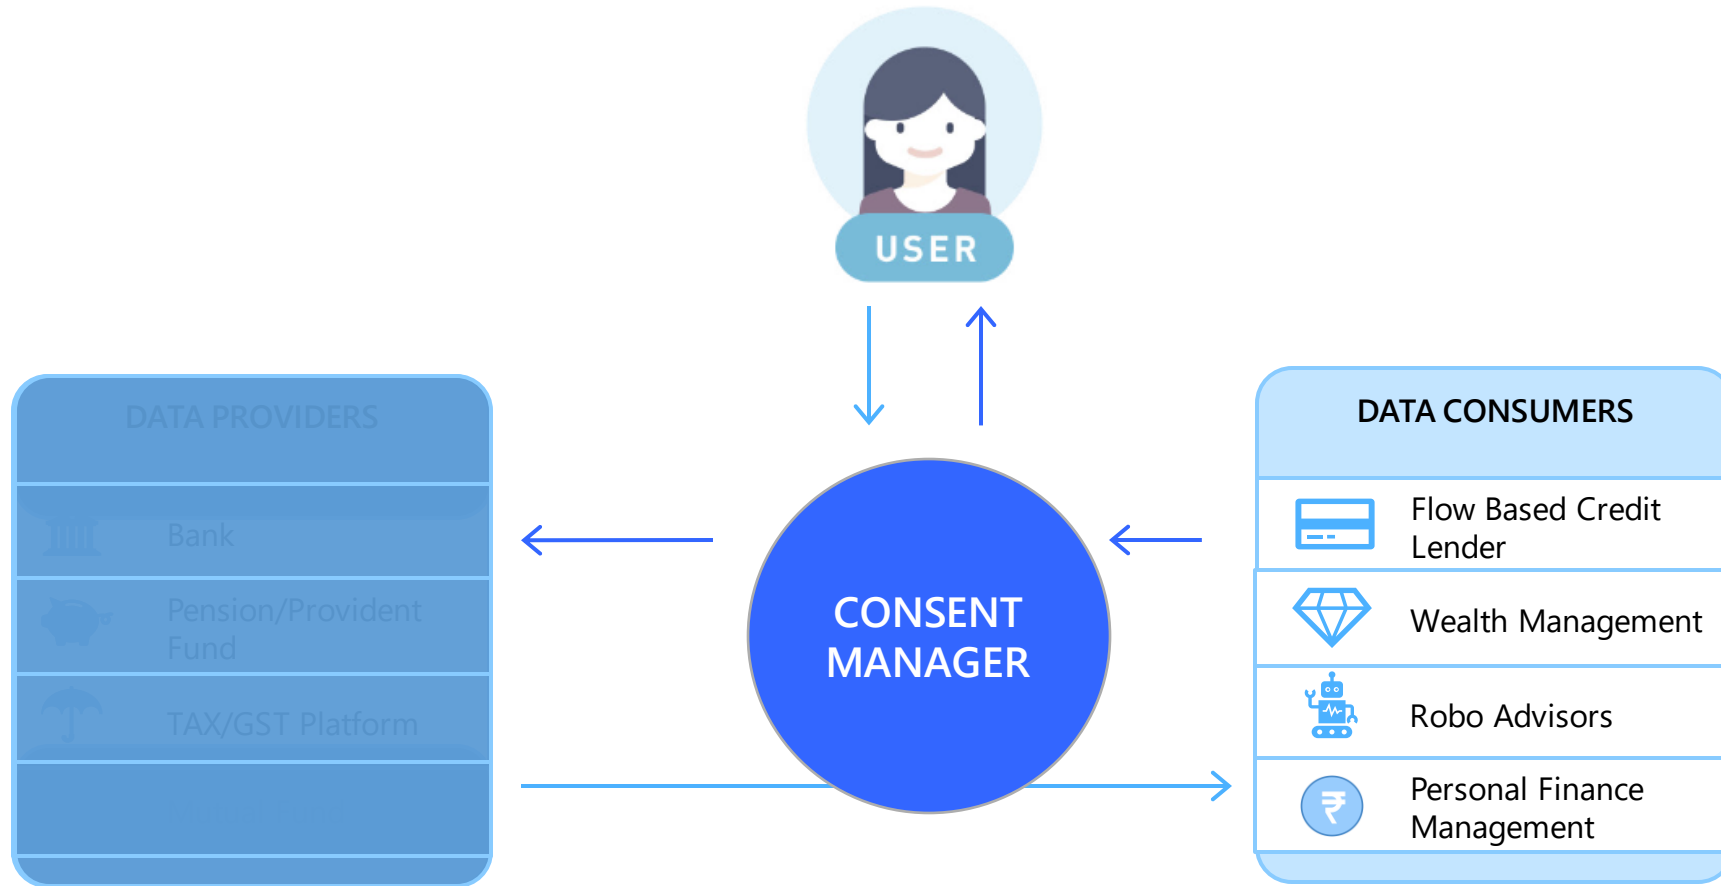 USER
DATA PROVIDERS
Bank
Pension/Provident
Fund
TAX/GST Platform
CONSENT
MANAGER
DATA CONSUMERS
Flow Based Credit
Lender
Wealth Management
Robo Advisors
Personal Finance
Management